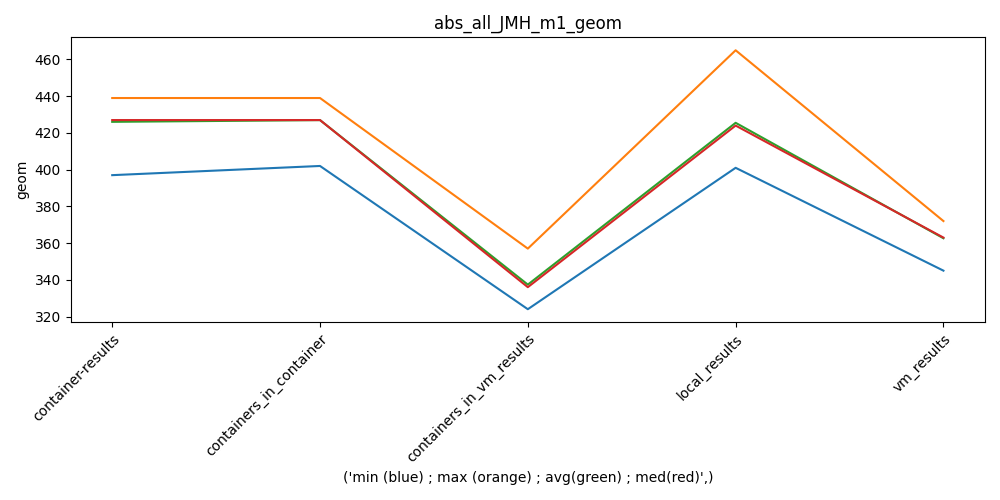 abs_all_JMH_m1_geom
geom
460
440
420
400
380
360
340
320
container-results
containers_in_container
containers_in_vm_results
local_results
vm_results
('min (blue) ; max (orange) ; avg(green) ; med(red)',)